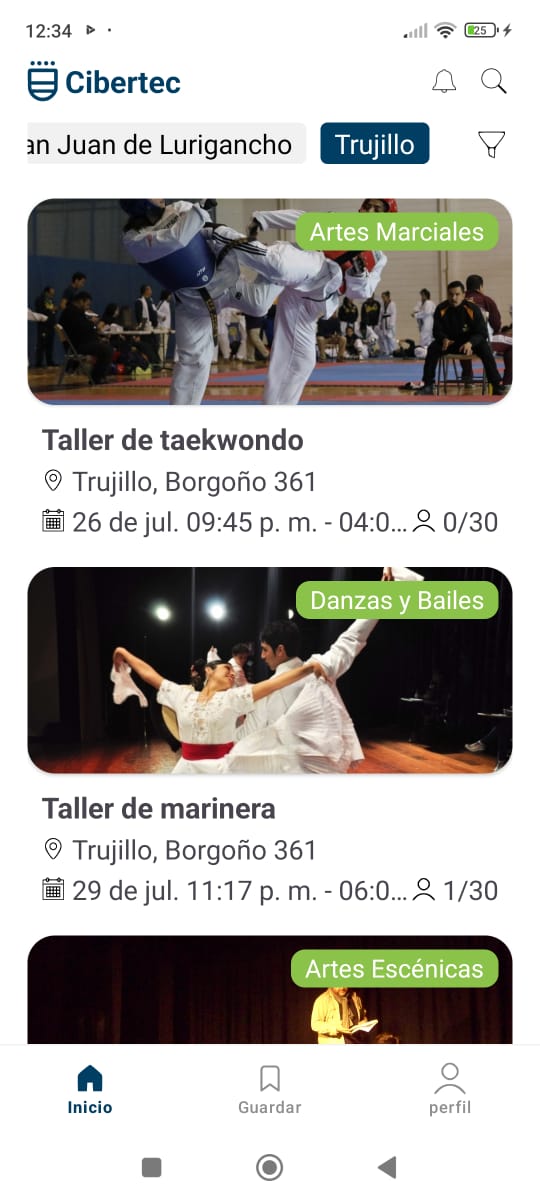 12:34
25
Cibertec
an Juan de Lurigancho
Trujillo
Artes Marciales
Taller de taekwondo
Trujillo, Borgoño 361
26 de jul. 09:45 p. m. - 04:0... 0/30
Danzas y Bailes
Taller de marinera
Trujillo, Borgoño 361
29 de jul. 11:17 p. m. - 06:0... 1/30
Artes Escénicas
Inicio
Guardar
perfil